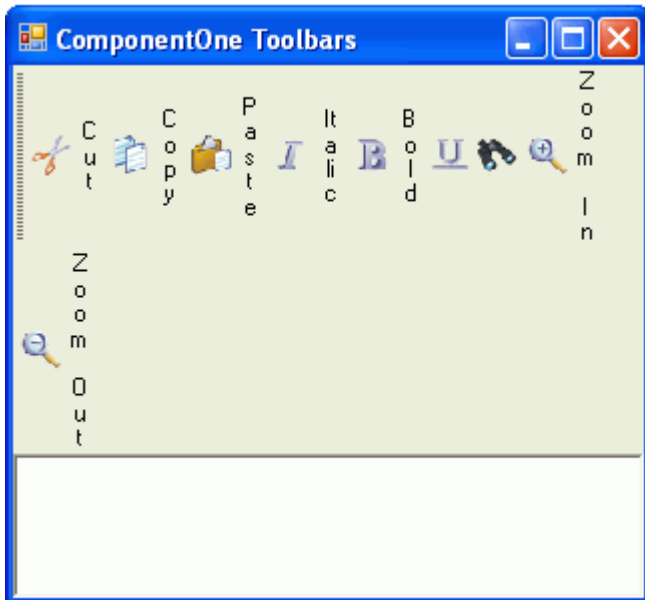 ComponentOne Toolbars
Cut
Copy
Paste
Italic
Bold
Zoom In
Zoom Out